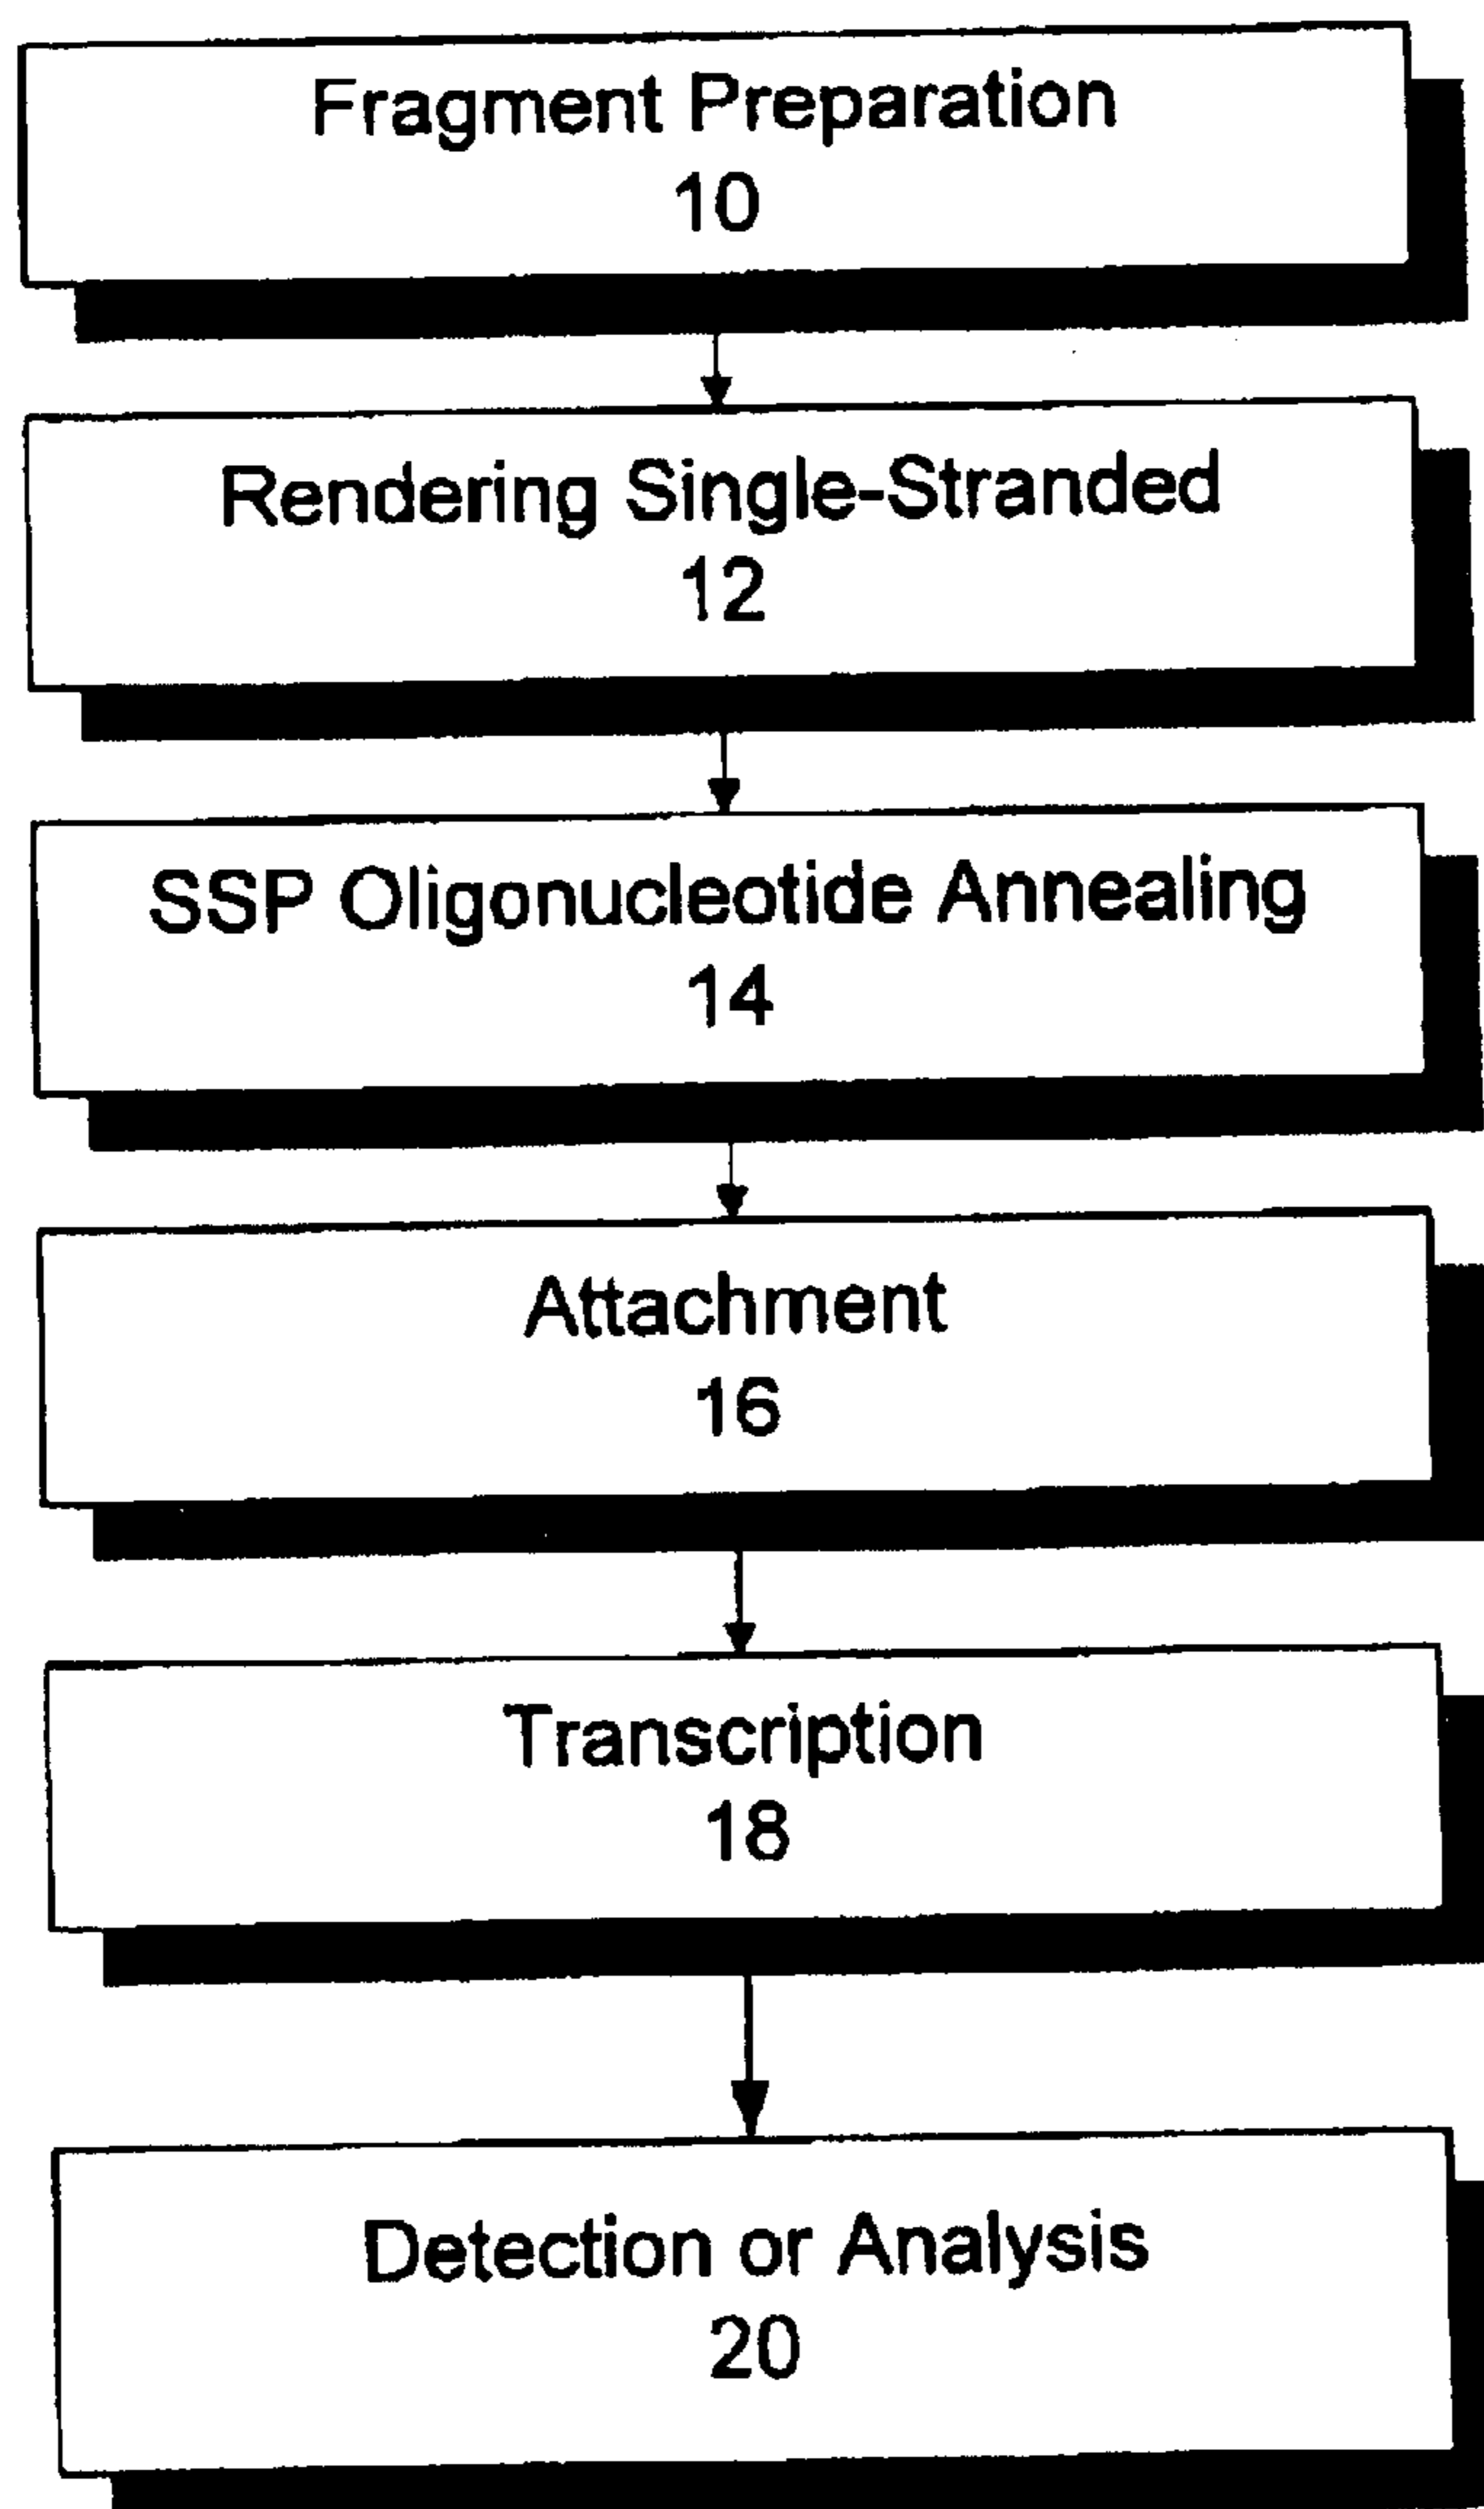 Fragment Preparation
10
Rendering Single-Stranded
12
SSP Oligonucleotide Annealing
14
Attachment
16
Transcription
18
Detection or Analysis
20